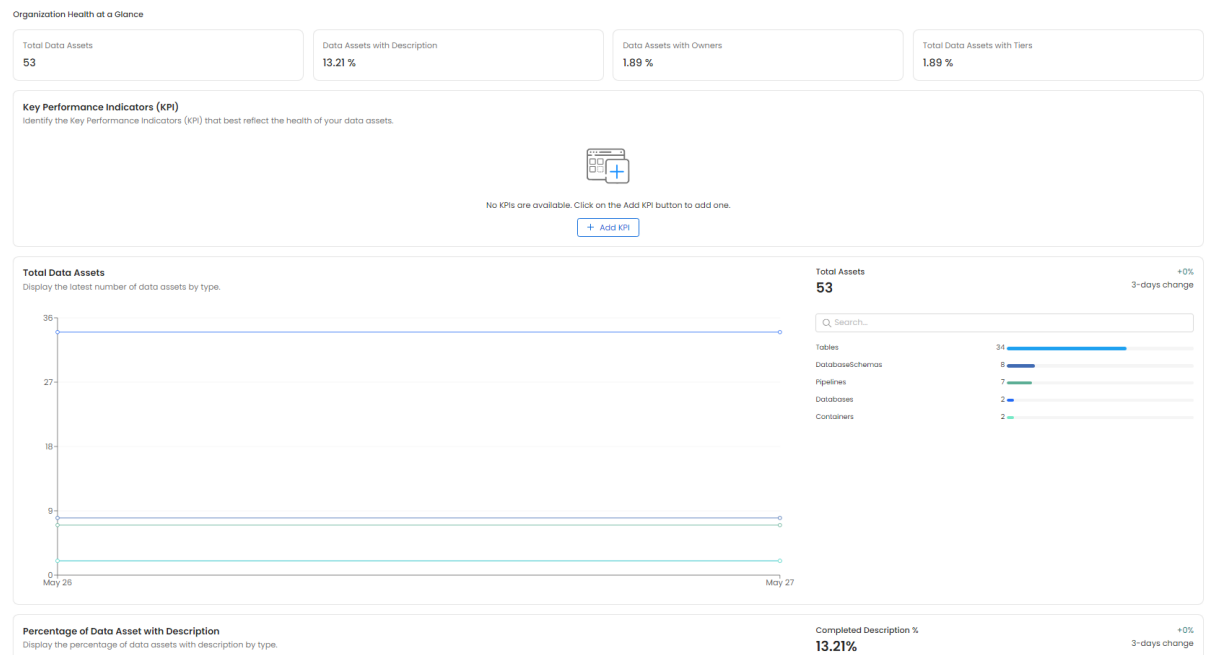 Organization Health at a Glance
Total Data Assets
53
Data Assets with Description
13.21 %
Data Assets with Owners
1.89 %
Total Data Assets with Tiers
1.89 %
Key Performance Indicators (KPI)
Identify the Key Performance Indicators (KPI) that best reflect the health of your data assets.
No KPIs are available. Click on the Add KPI button to add one.
+ Add KPI
Total Data Assets
Display the latest number of data assets by type.
36
27
18
9
0
May 26
May 27
Total Assets
53
+0%
3-days change
Search...
Tables 34
DatabaseSchemas 8
Pipelines 7
Databases 2
Containers 2
Percentage of Data Asset with Description
Display the percentage of data assets with description by type.
Completed Description %
13.21%
+0%
3-days change